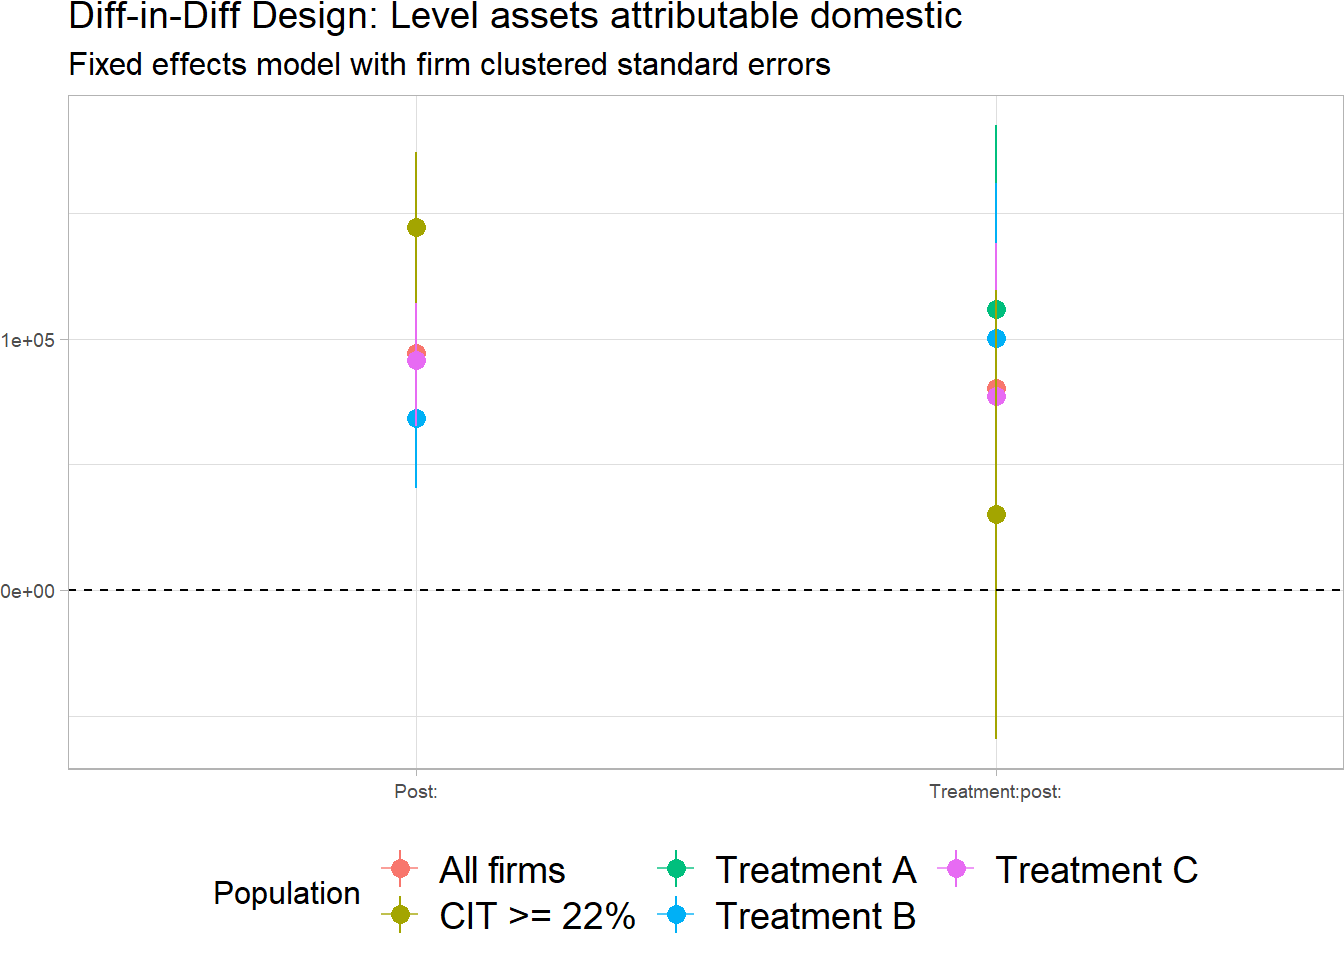 Diff-in-Diff Design: Level assets attributable domestic
Fixed effects model with firm clustered standard errors
1e+05
0e+00
Post:
Treatment:post:
Population
All firms
Treatment A
Treatment C
CIT >= 22%
Treatment B